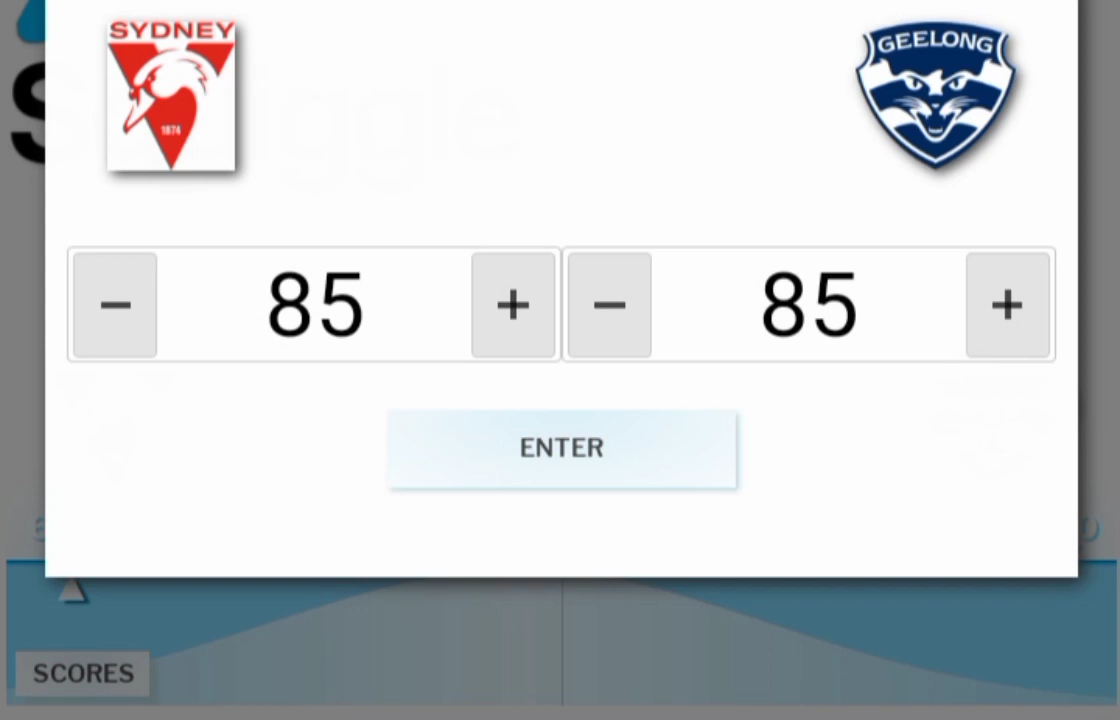 SYDNEY
1874
GEELONG
− 85 + − 85 +
ENTER
SCORES